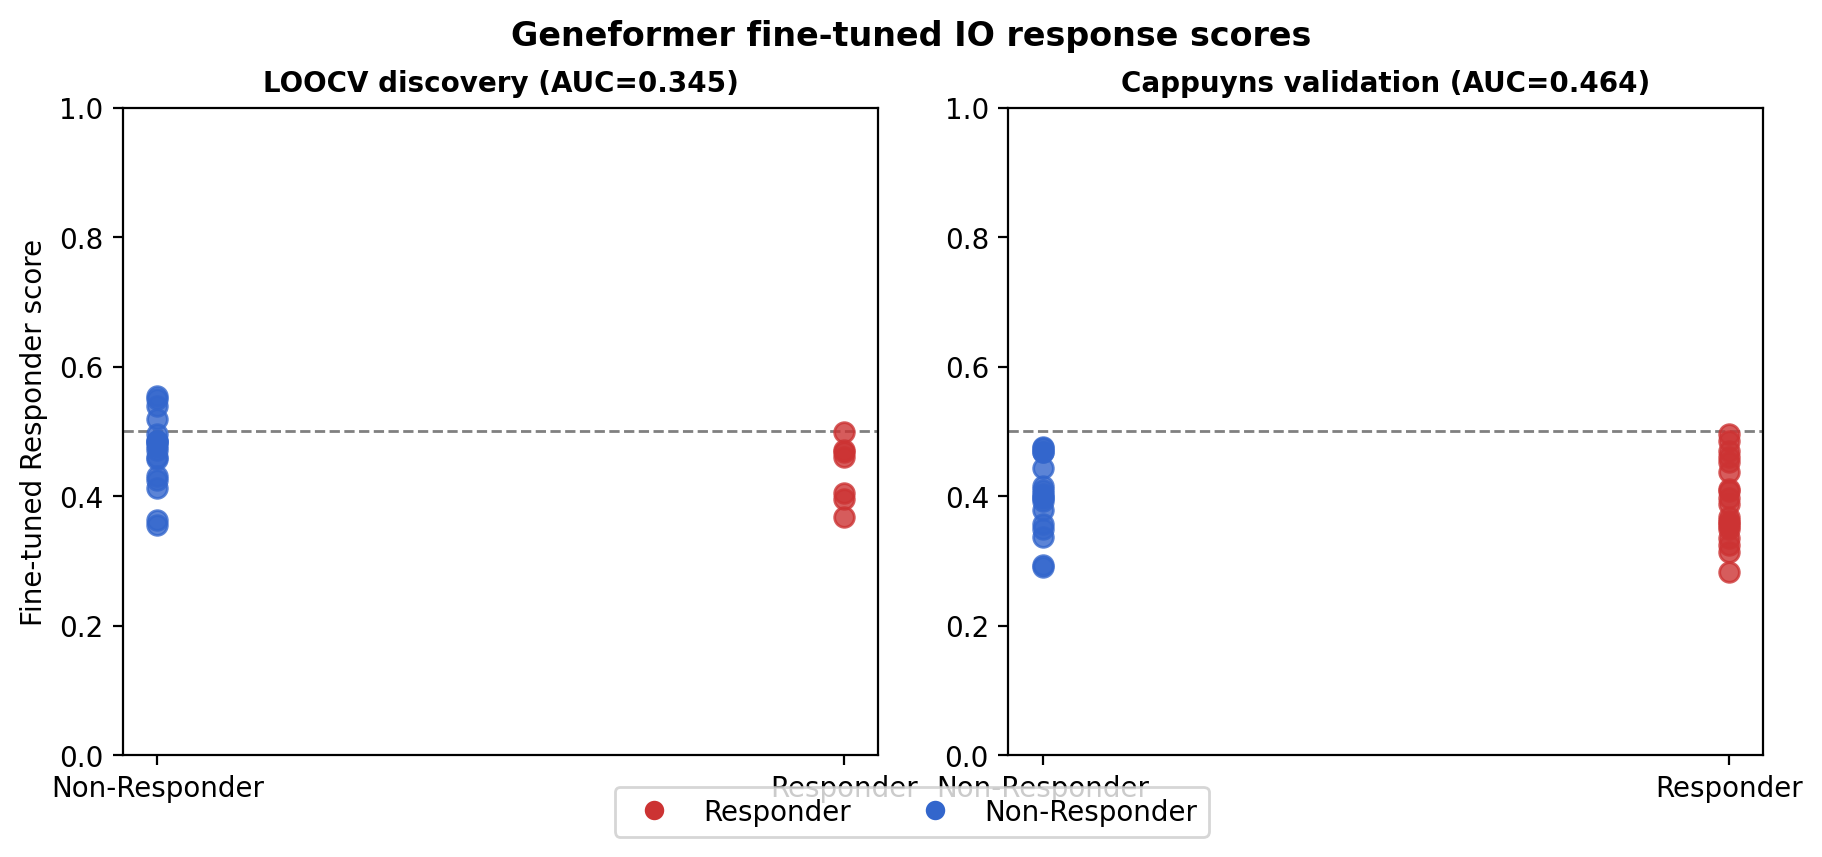 Geneformer fine-tuned IO response scores
LOOCV discovery (AUC=0.345)
Fine-tuned Responder score
1.0
0.8
0.6
0.4
0.2
0.0
Non-Responder
Responder
Cappuyns validation (AUC=0.464)
1.0
0.8
0.6
0.4
0.2
0.0
Non-Responder
Responder
Responder
Non-Responder